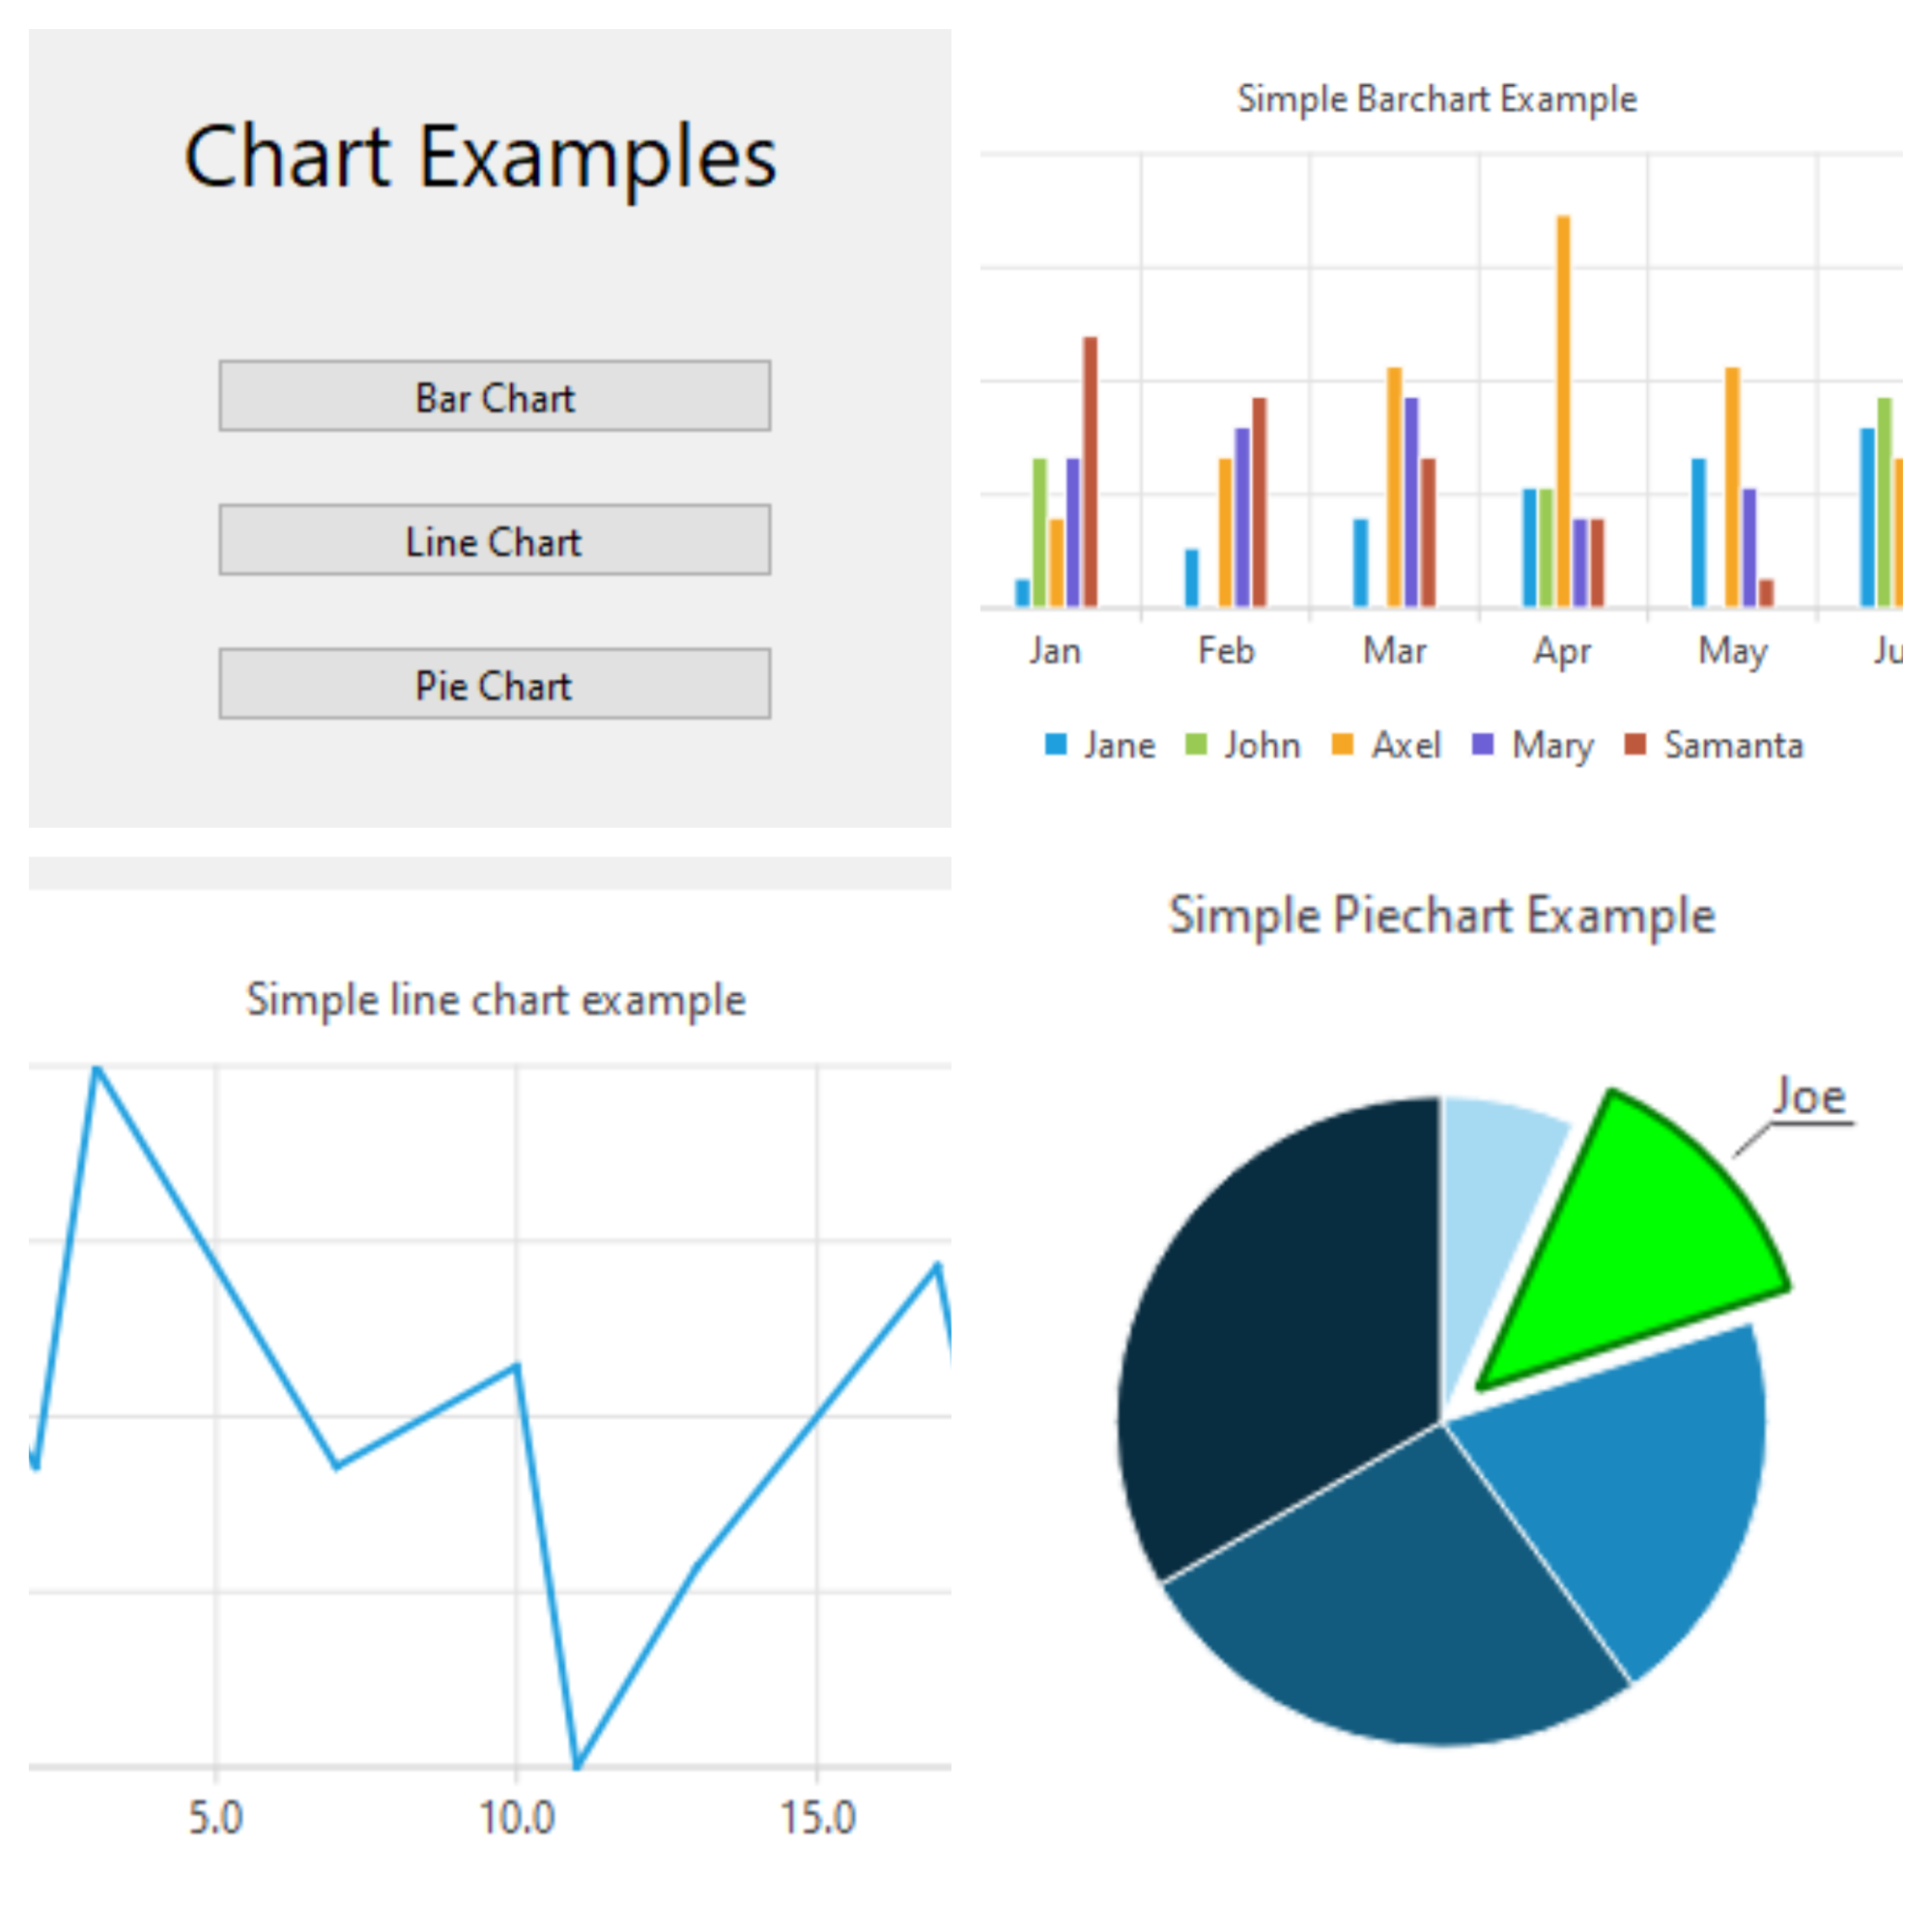 Chart Examples
Bar Chart
Line Chart
Pie Chart
Simple Barchart Example
Jan Feb Mar Apr May Ju
Jane John Axel Mary Samanta
Simple line chart example
5.0 10.0 15.0
Simple Piechart Example
Joe